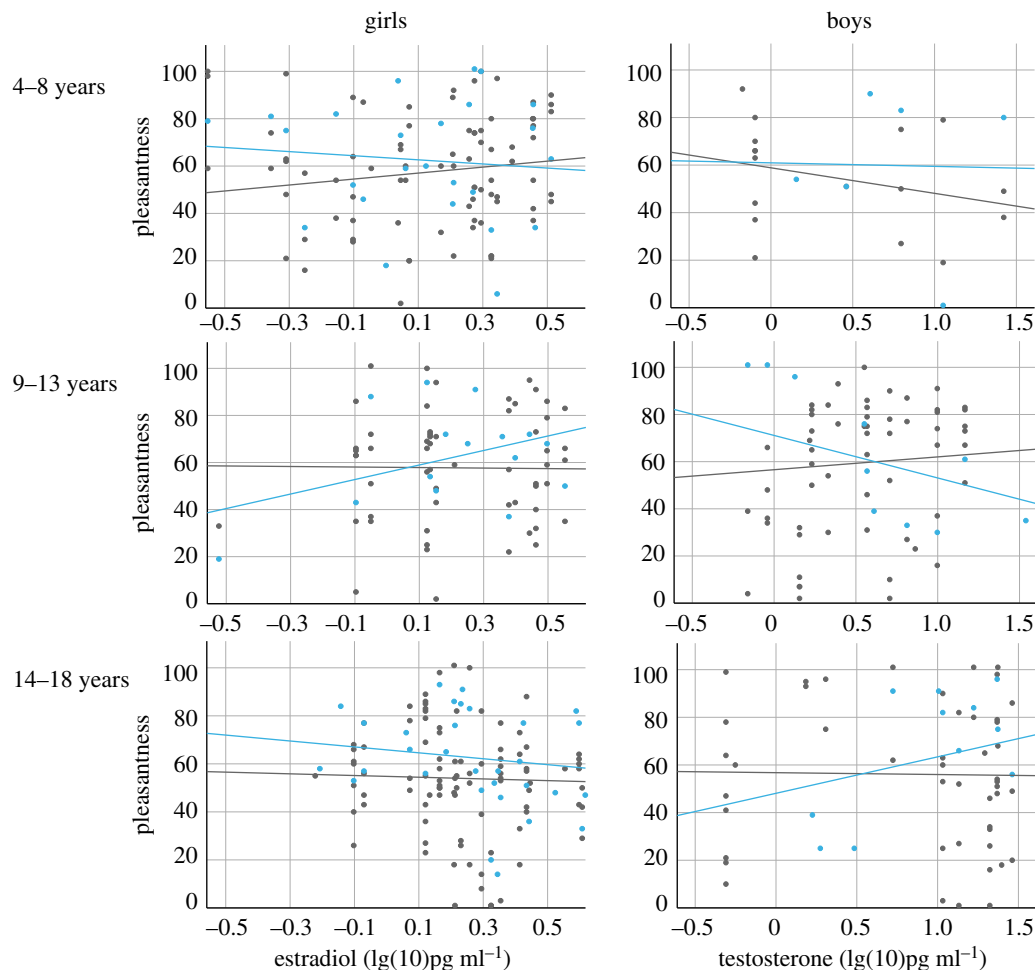 girls boys
4–8 years
pleasantness
100
80
60
40
20
0
–0.5 –0.3 –0.1 0.1 0.3 0.5
100
80
60
40
20
0
–0.5 0 0.5 1.0 1.5
9–13 years
pleasantness
100
80
60
40
20
0
–0.5 –0.3 –0.1 0.1 0.3 0.5
100
80
60
40
20
0
–0.5 0 0.5 1.0 1.5
14–18 years
pleasantness
100
80
60
40
20
0
–0.5 –0.3 –0.1 0.1 0.3 0.5
estradiol (lg(10)pg ml⁻¹)
100
80
60
40
20
0
–0.5 0 0.5 1.0 1.5
testosterone (lg(10)pg ml⁻¹)